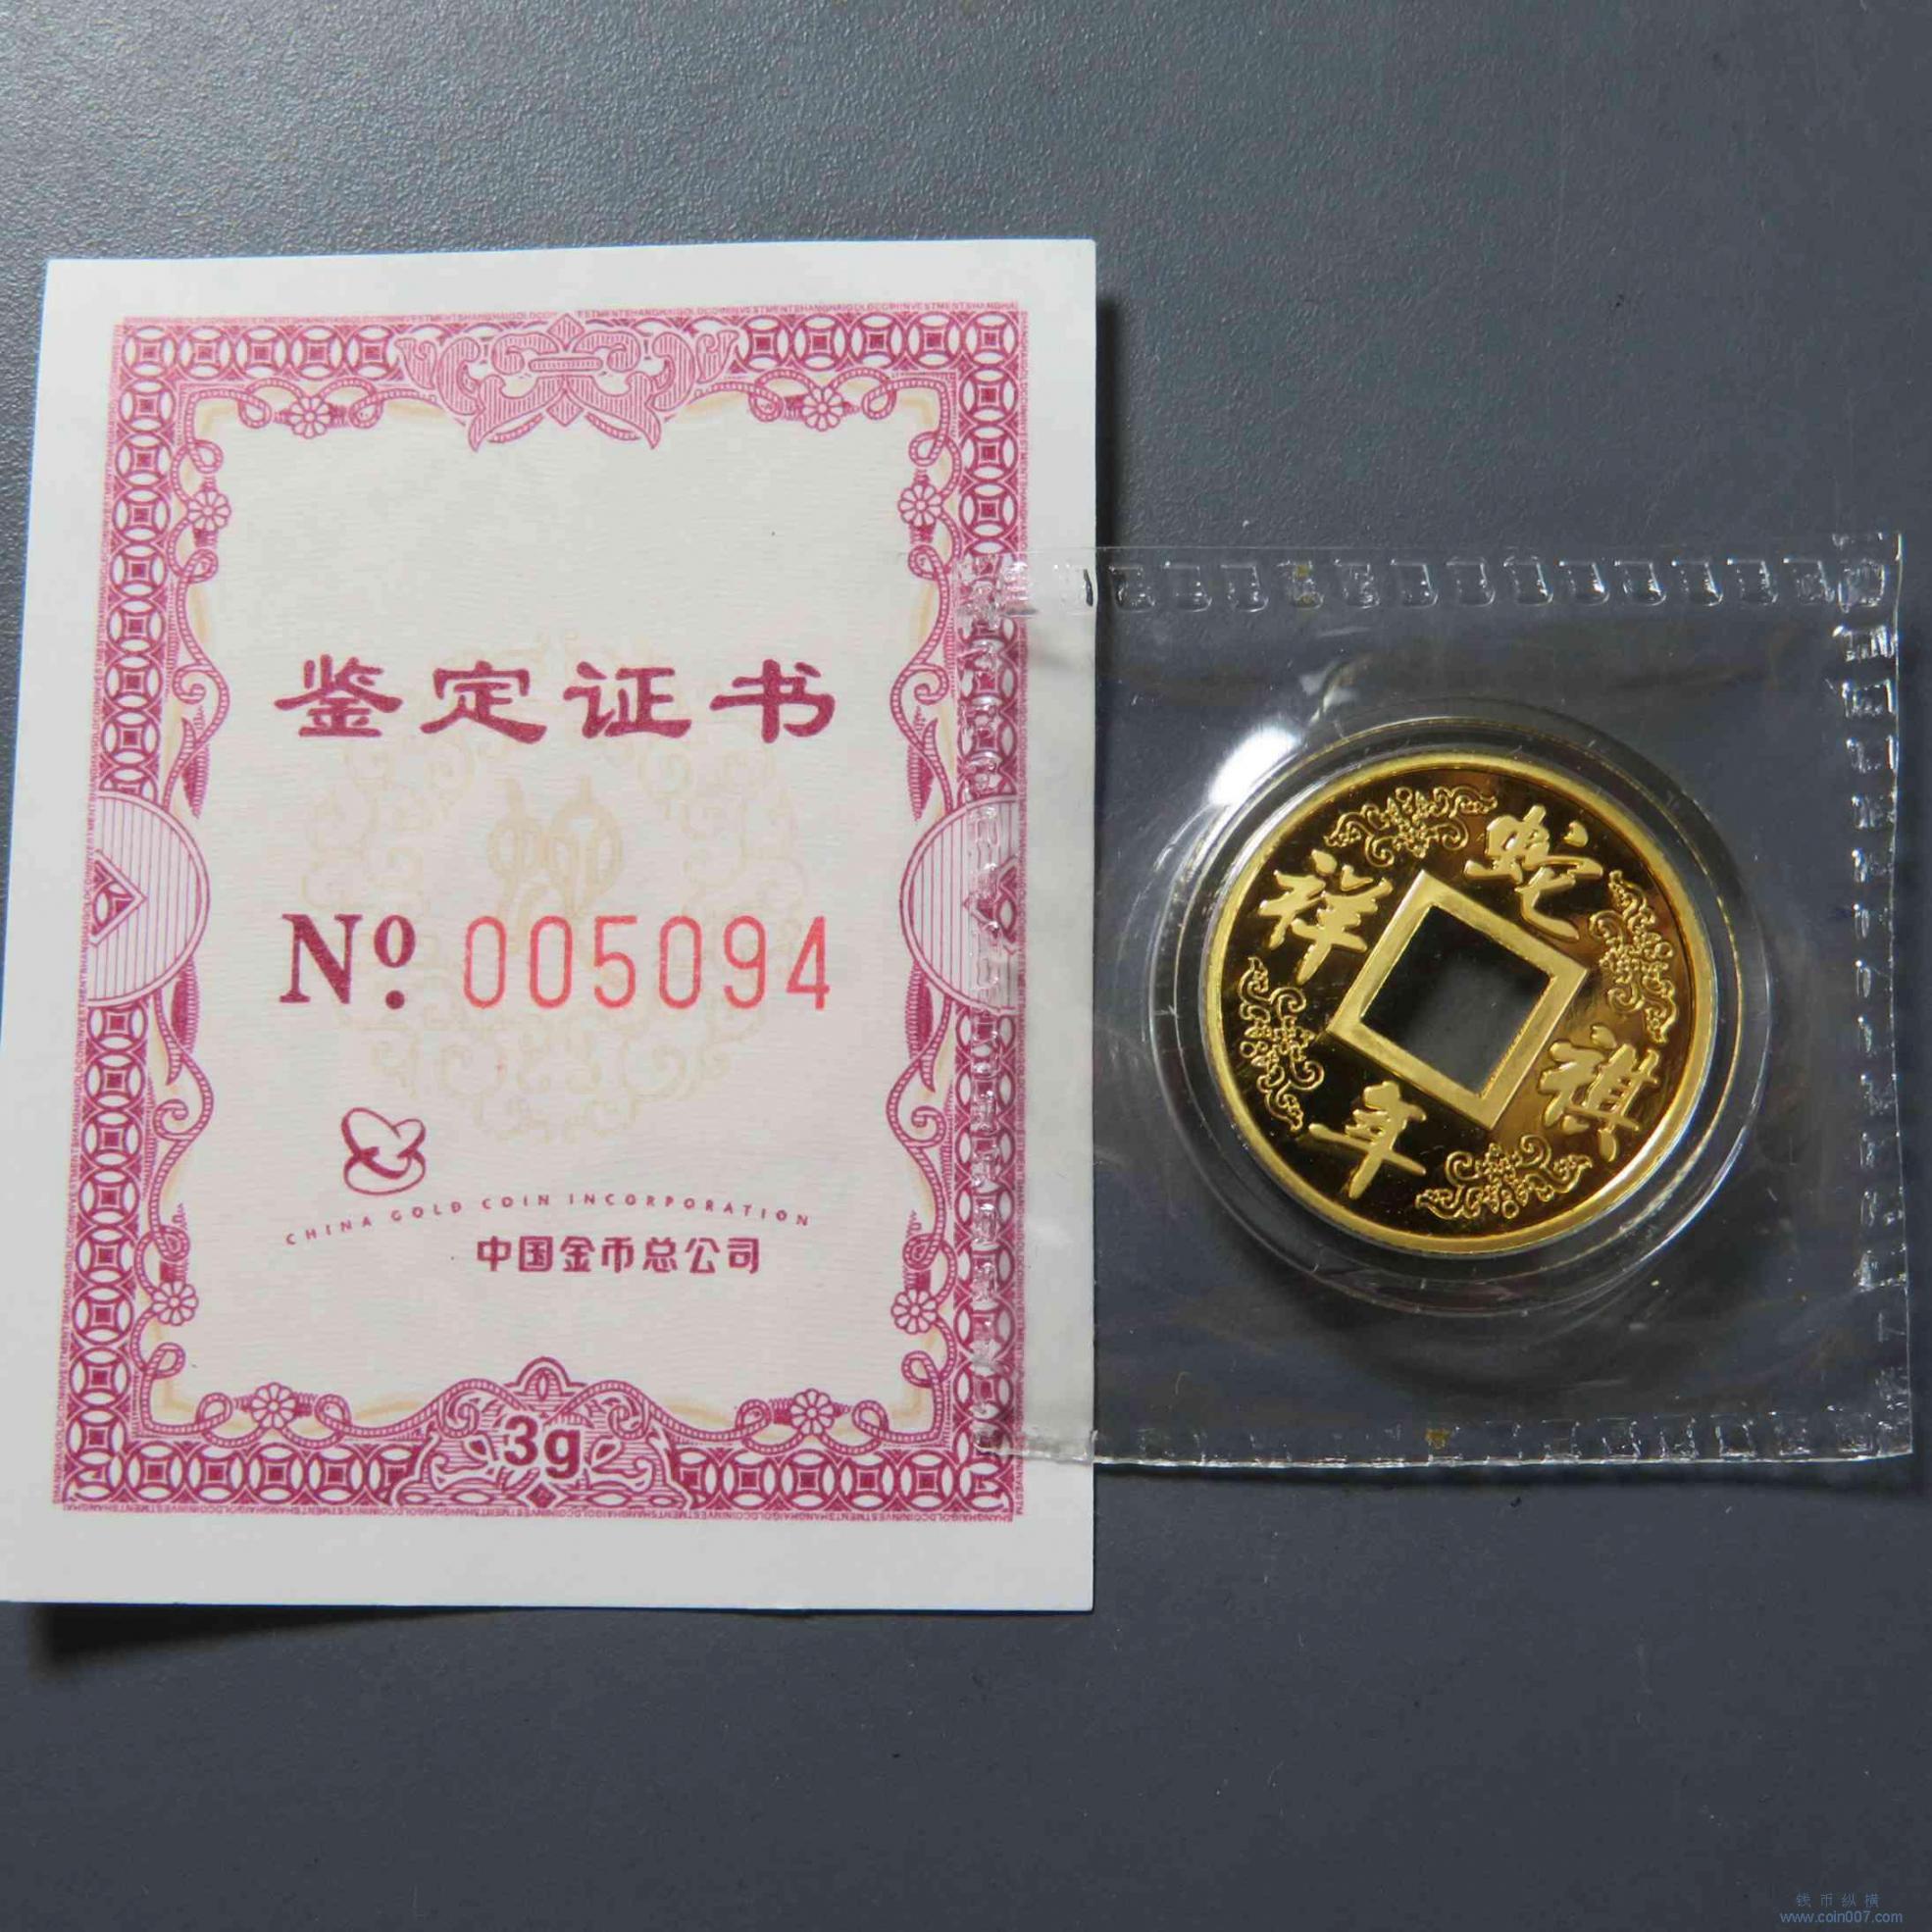 SHANGHAIGOLDCOININVESTMENT
鉴定证书
Nº 005094
CHINA GOLD COIN INCORPORATION
中国金币总公司
3g
蛇年祺祥
钱币纵横
www.coin007.com